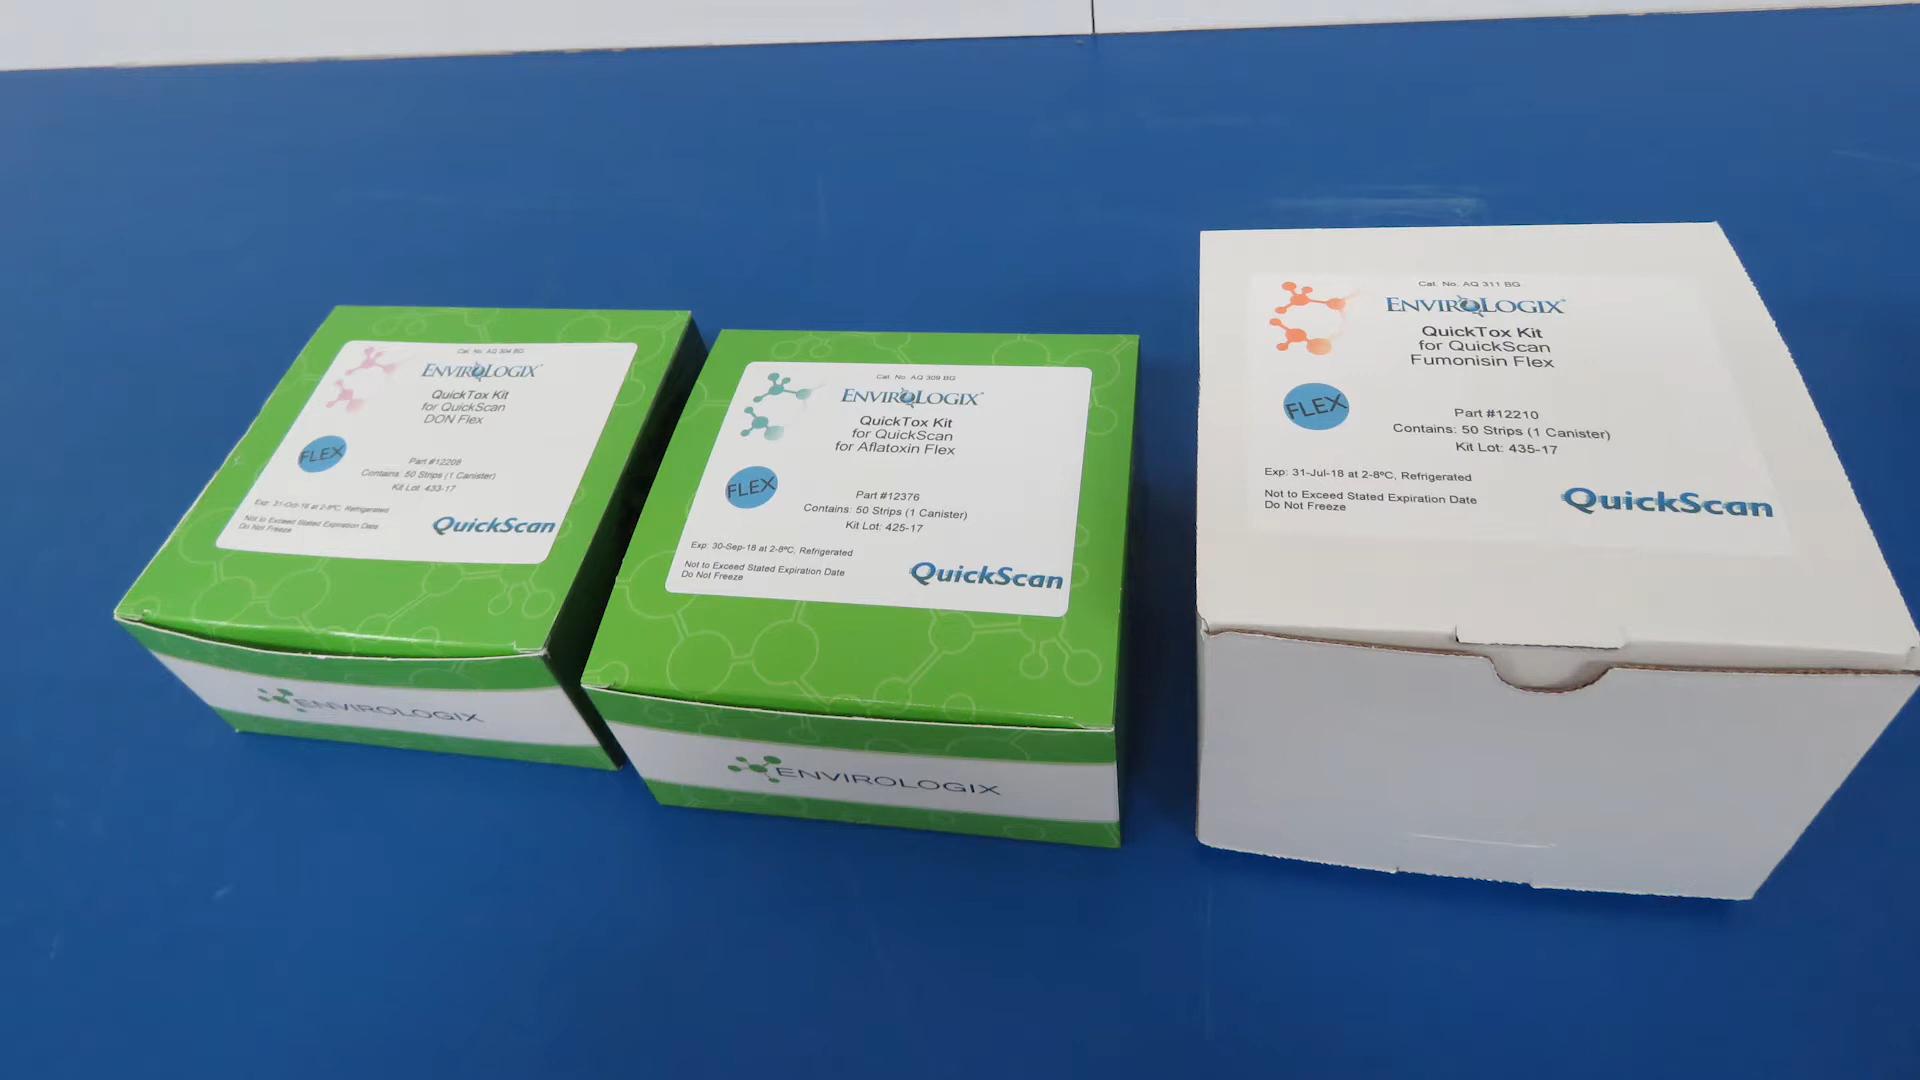 Cat. No. AQ 304 BG
ENVIROLOGIX
QuickTox Kit
for QuickScan
DON Flex
FLEX
Part #12208
Contains: 50 Strips (1 Canister)
Kit Lot: 433-17
Exp: 31-Oct-18 at 2-8ºC, Refrigerated
Not to Exceed Stated Expiration Date
Do Not Freeze
QuickScan
ENVIROLOGIX
Cat. No. AQ 309 BG
ENVIROLOGIX
QuickTox Kit
for QuickScan
for Aflatoxin Flex
FLEX
Part #12376
Contains: 50 Strips (1 Canister)
Kit Lot: 425-17
Exp: 30-Sep-18 at 2-8ºC, Refrigerated
Not to Exceed Stated Expiration Date
Do Not Freeze
QuickScan
ENVIROLOGIX
Cat. No. AQ 311 BG
ENVIROLOGIX
QuickTox Kit
for QuickScan
Fumonisin Flex
FLEX
Part #12210
Contains: 50 Strips (1 Canister)
Kit Lot: 435-17
Exp: 31-Jul-18 at 2-8ºC, Refrigerated
Not to Exceed Stated Expiration Date
Do Not Freeze
QuickScan